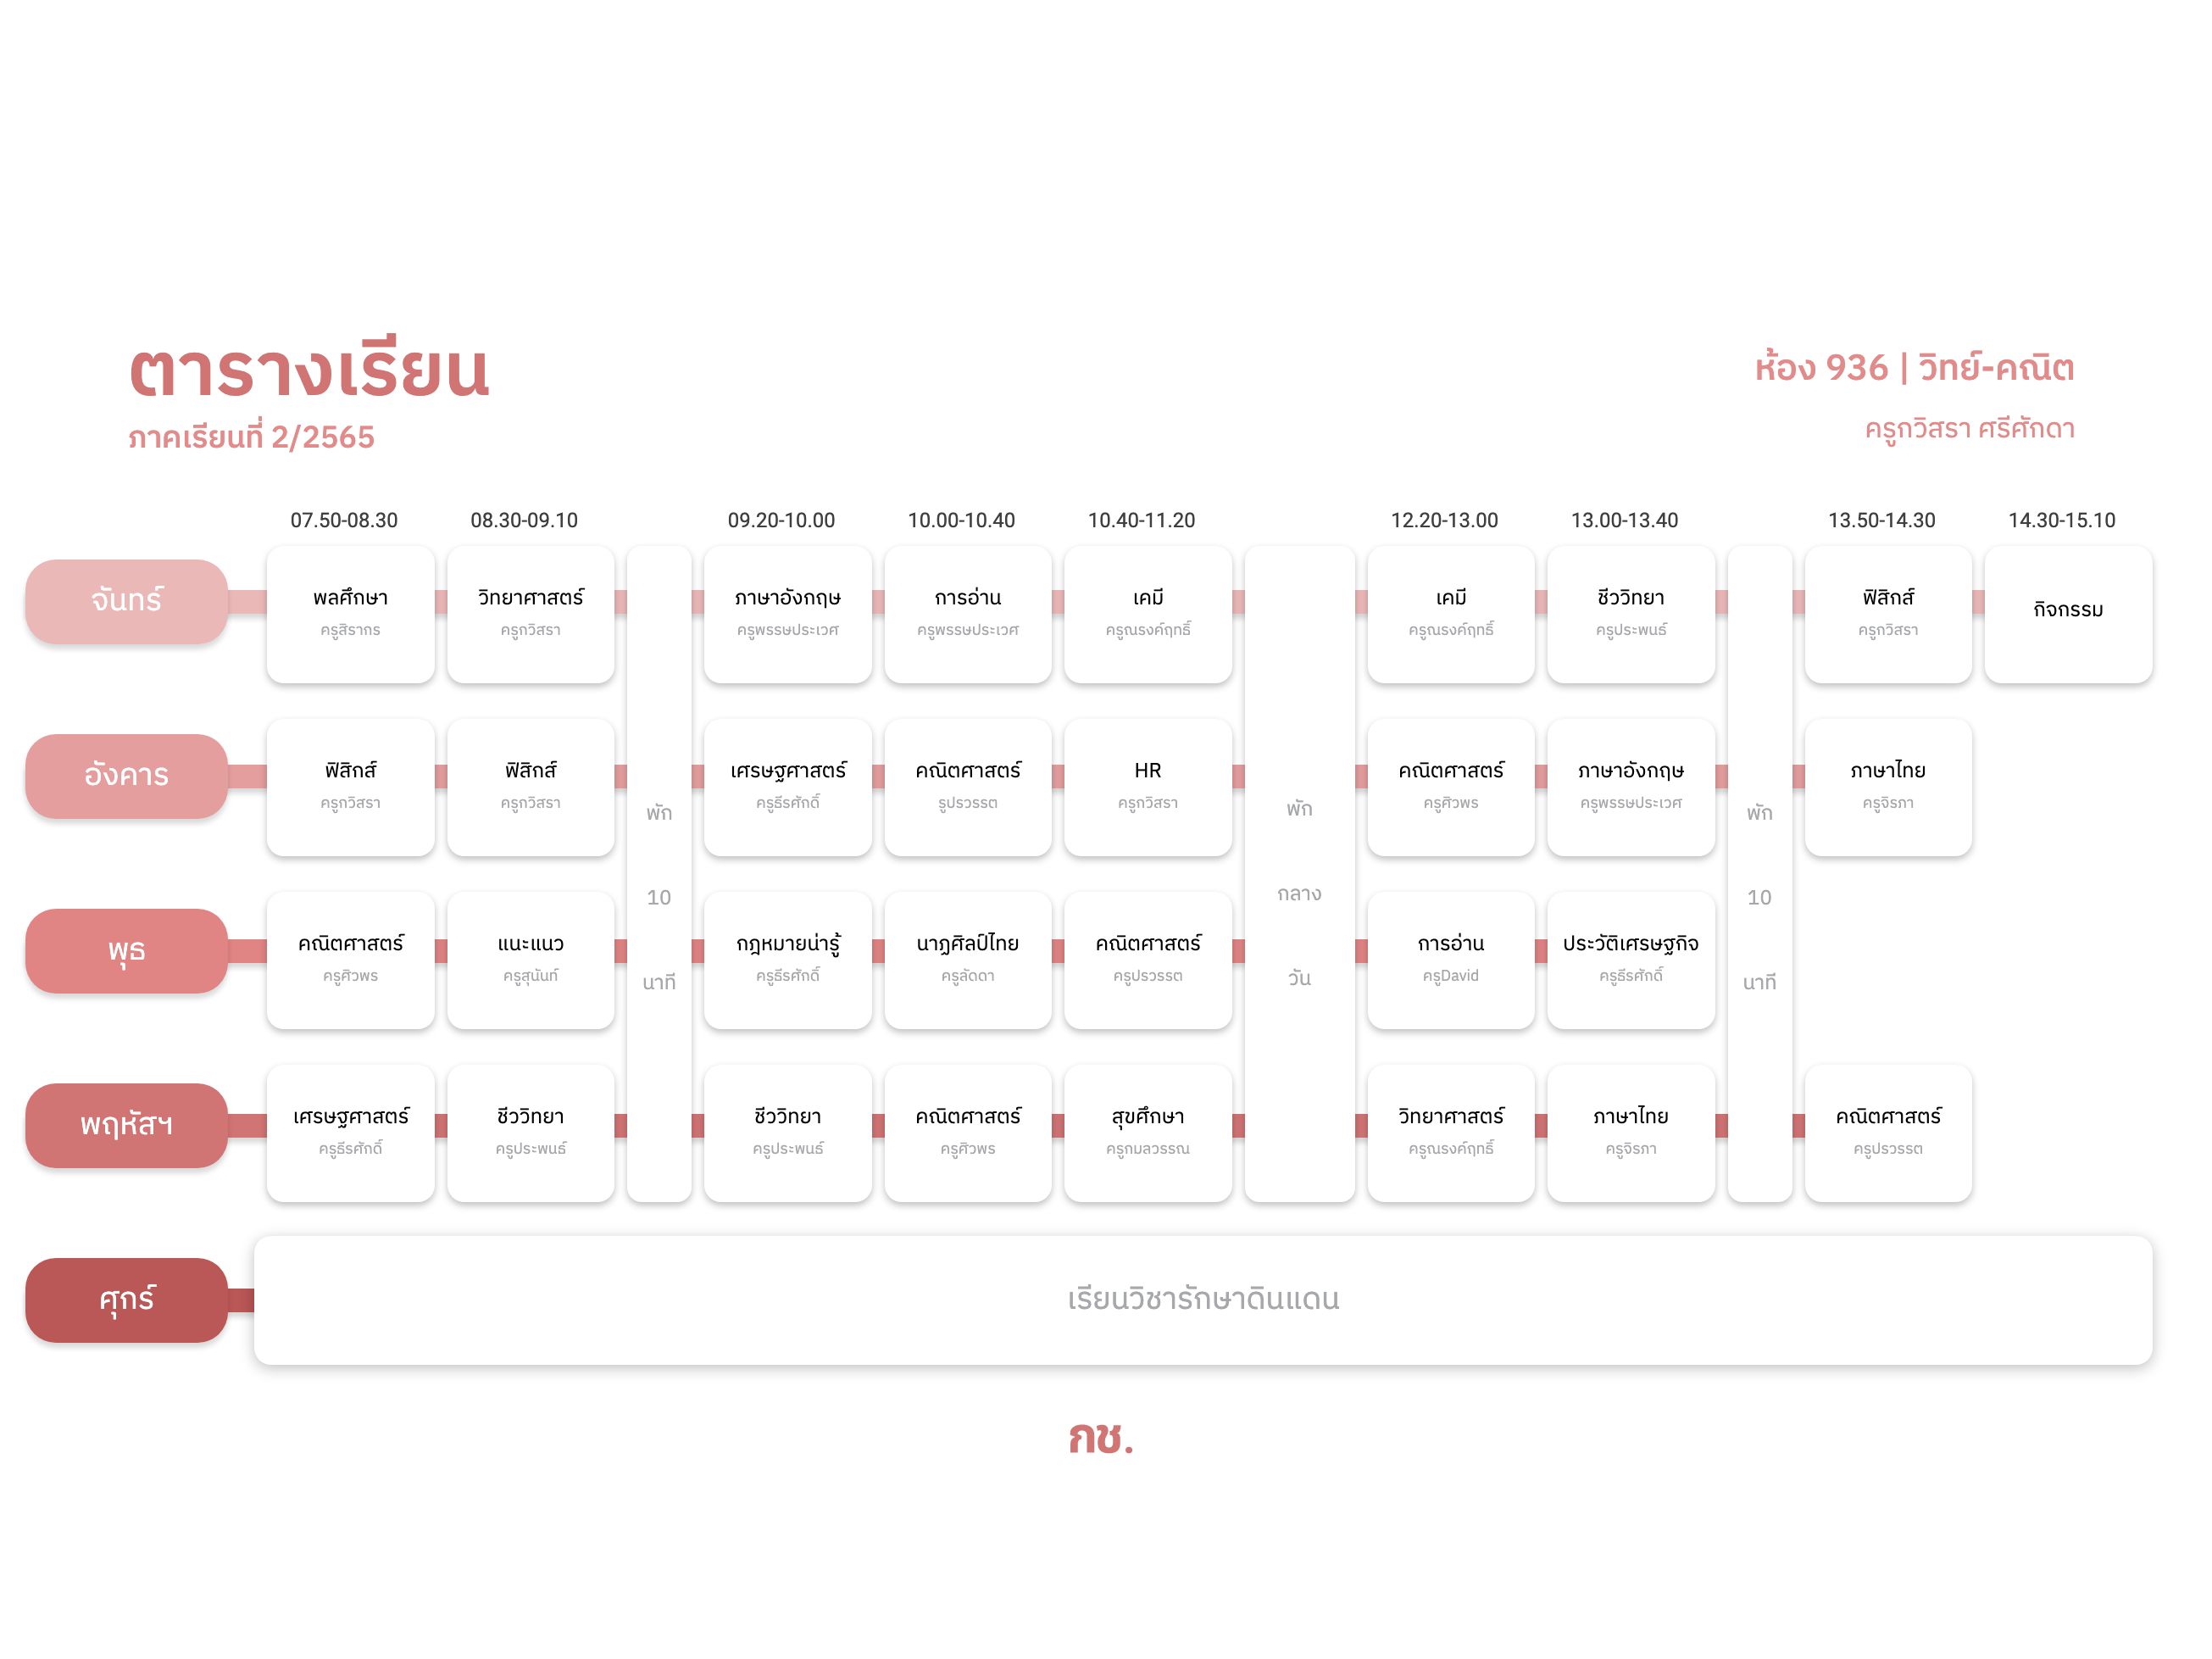 ตารางเรียน
ภาคเรียนที่ 2/2565
ห้อง 936 | วิทย์-คณิต
ครูกวิสรา ศรีศักดา
07.50-08.30 08.30-09.10 09.20-10.00 10.00-10.40 10.40-11.20 12.20-13.00 13.00-13.40 13.50-14.30 14.30-15.10
จันทร์
พลศึกษา วิทยาศาสตร์ ภาษาอังกฤษ การอ่าน เคมี เคมี ชีววิทยา ฟิสิกส์ กิจกรรม
ครูสิรากร ครูกวิสรา ครูพรรษประเวศ ครูพรรษประเวศ ครูณรงค์ฤทธิ์ ครูณรงค์ฤทธิ์ ครูประพนธ์ ครูกวิสรา
อังคาร
ฟิสิกส์ ฟิสิกส์ เศรษฐศาสตร์ คณิตศาสตร์ HR คณิตศาสตร์ ภาษาอังกฤษ ภาษาไทย
ครูกวิสรา ครูกวิสรา ครูธีรศักดิ์ รูปรวรรต ครูกวิสรา ครูศิวพร ครูพรรษประเวศ ครูจิรภา
พัก
10
นาที
พัก
กลาง
วัน
พัก
10
นาที
พุธ
คณิตศาสตร์ แนะแนว กฎหมายน่ารู้ นาฏศิลป์ไทย คณิตศาสตร์ การอ่าน ประวัติเศรษฐกิจ
ครูศิวพร ครูสุนันท์ ครูธีรศักดิ์ ครูลัดดา ครูปรวรรต ครูDavid ครูธีรศักดิ์
พฤหัสฯ
เศรษฐศาสตร์ ชีววิทยา ชีววิทยา คณิตศาสตร์ สุขศึกษา วิทยาศาสตร์ ภาษาไทย คณิตศาสตร์
ครูธีรศักดิ์ ครูประพนธ์ ครูประพนธ์ ครูศิวพร ครูกมลวรรณ ครูณรงค์ฤทธิ์ ครูจิรภา ครูปรวรรต
ศุกร์
เรียนวิชารักษาดินแดน
กช.